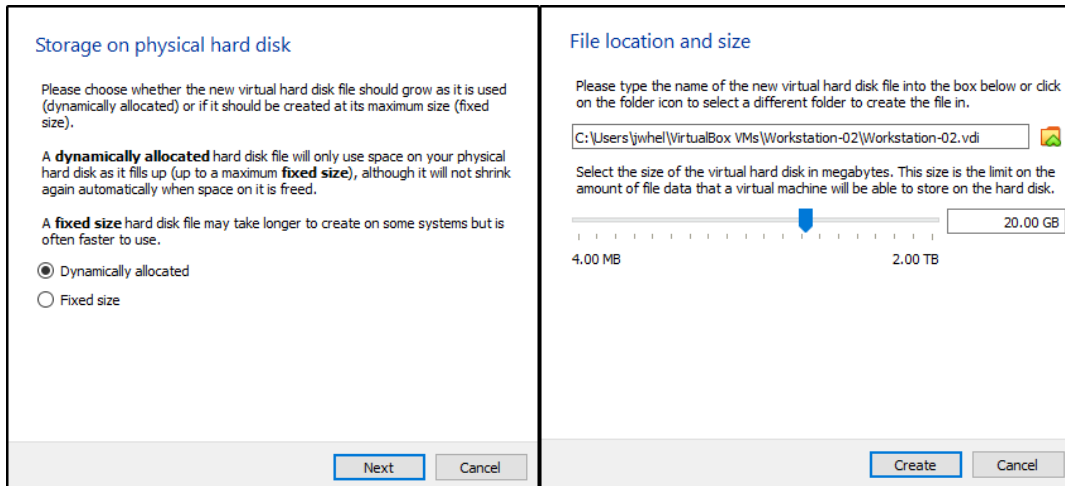 Storage on physical hard disk
Please choose whether the new virtual hard disk file should grow as it is used
(dynamically allocated) or if it should be created at its maximum size (fixed
size).
A dynamically allocated hard disk file will only use space on your physical
hard disk as it fills up (up to a maximum fixed size), although it will not shrink
again automatically when space on it is freed.
A fixed size hard disk file may take longer to create on some systems but is
often faster to use.
Dynamically allocated
Fixed size
Next
Cancel
File location and size
Please type the name of the new virtual hard disk file into the box below or click
on the folder icon to select a different folder to create the file in.
C:\Users\jwhel\VirtualBox VMs\Workstation-02\Workstation-02.vdi
Select the size of the virtual hard disk in megabytes. This size is the limit on the
amount of file data that a virtual machine will be able to store on the hard disk.
20.00 GB
4.00 MB
2.00 TB
Create
Cancel